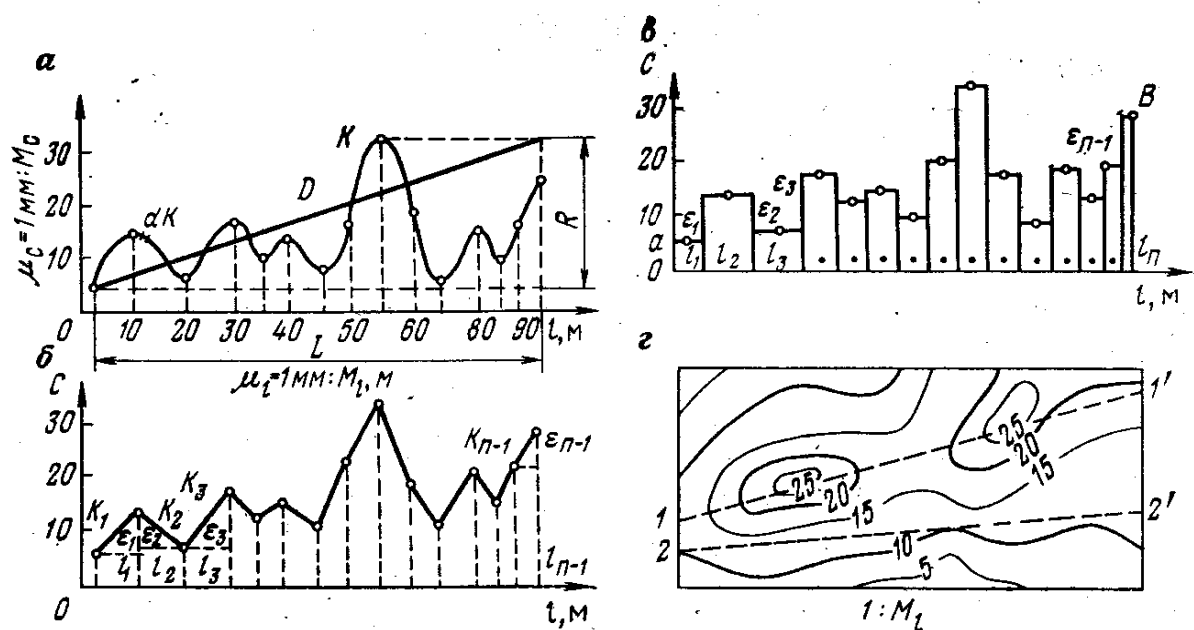 а
μc=1мм:Mc
30
20
10
0
αK
D
K
R
10 20 30 40 50 60 70 80 90 l, м
L
μl=1мм:Ml, м
б
C
30
20
10
0
K1
K2
K3
Kn-1
εn-1
ε1
ε2
ε3
l1
l2
l3
ln-1
l, м
в
C
30
20
10
a
0
ε1
ε2
ε3
εn-1
B
l1
l2
l3
ln
l, м
г
25
20
15
25
20
15
10
5
1
1'
2
2'
1:Ml